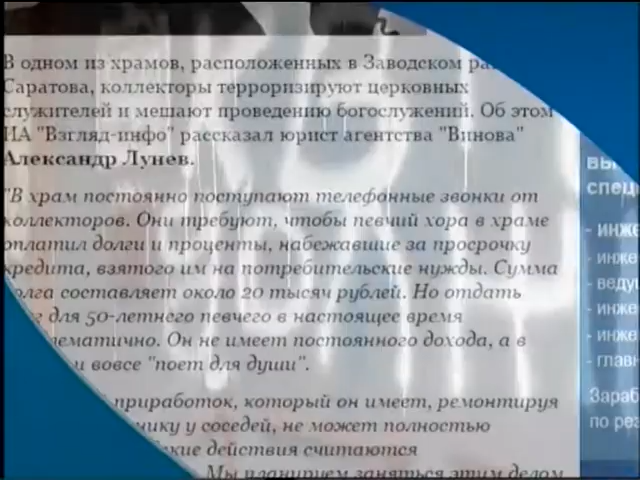 В одном из храмов, расположенных в Заводском
Саратова, коллекторы терроризируют церковных
служителей и мешают проведению богослужений. Об этом
ИА "Взгляд-инфо" рассказал юрист агентства "Винова"
Александр Лунев.
"В храм постоянно поступают телефонные звонки от
коллекторов. Они требуют, чтобы певчий хора в храме
оплатил долги и проценты, набежавшие за просрочку
кредита, взятого им на потребительские нужды. Сумма
долга составляет около 20 тысяч рублей. Но отдать
для 50-летнего певчего в настоящее время
Он не имеет постоянного дохода, а в
и вовсе "поет для души".
приработок, который он имеет, ремонтируя
у соседей, не может полностью
действия считаются
Мы планируем заняться этим делом
- инже
- инже
- веду
- инже
- инже
- главн
Зараб
по рез